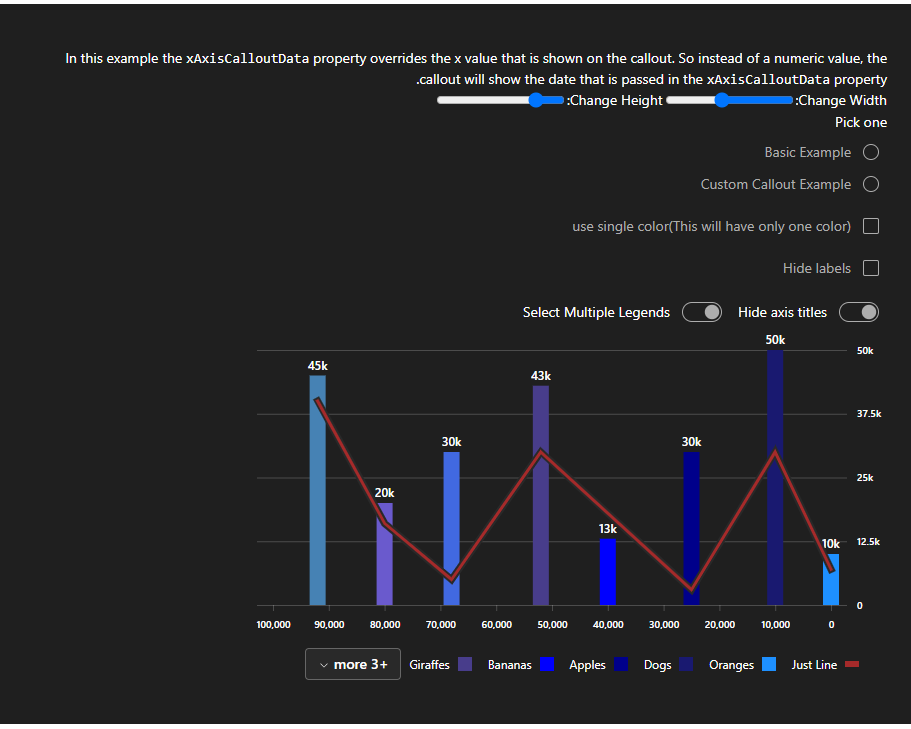 In this example the xAxisCalloutData property overrides the x value that is shown on the callout. So instead of a numeric value, the
.callout will show the date that is passed in the xAxisCalloutData property
:Change Height :Change Width
Pick one
Basic Example
Custom Callout Example
use single color(This will have only one color)
Hide labels
Select Multiple Legends Hide axis titles
50k
50k
45k
43k
37.5k
30k
30k
25k
20k
13k
12.5k
10k
0
100,000 90,000 80,000 70,000 60,000 50,000 40,000 30,000 20,000 10,000 0
more 3+ Giraffes Bananas Apples Dogs Oranges Just Line